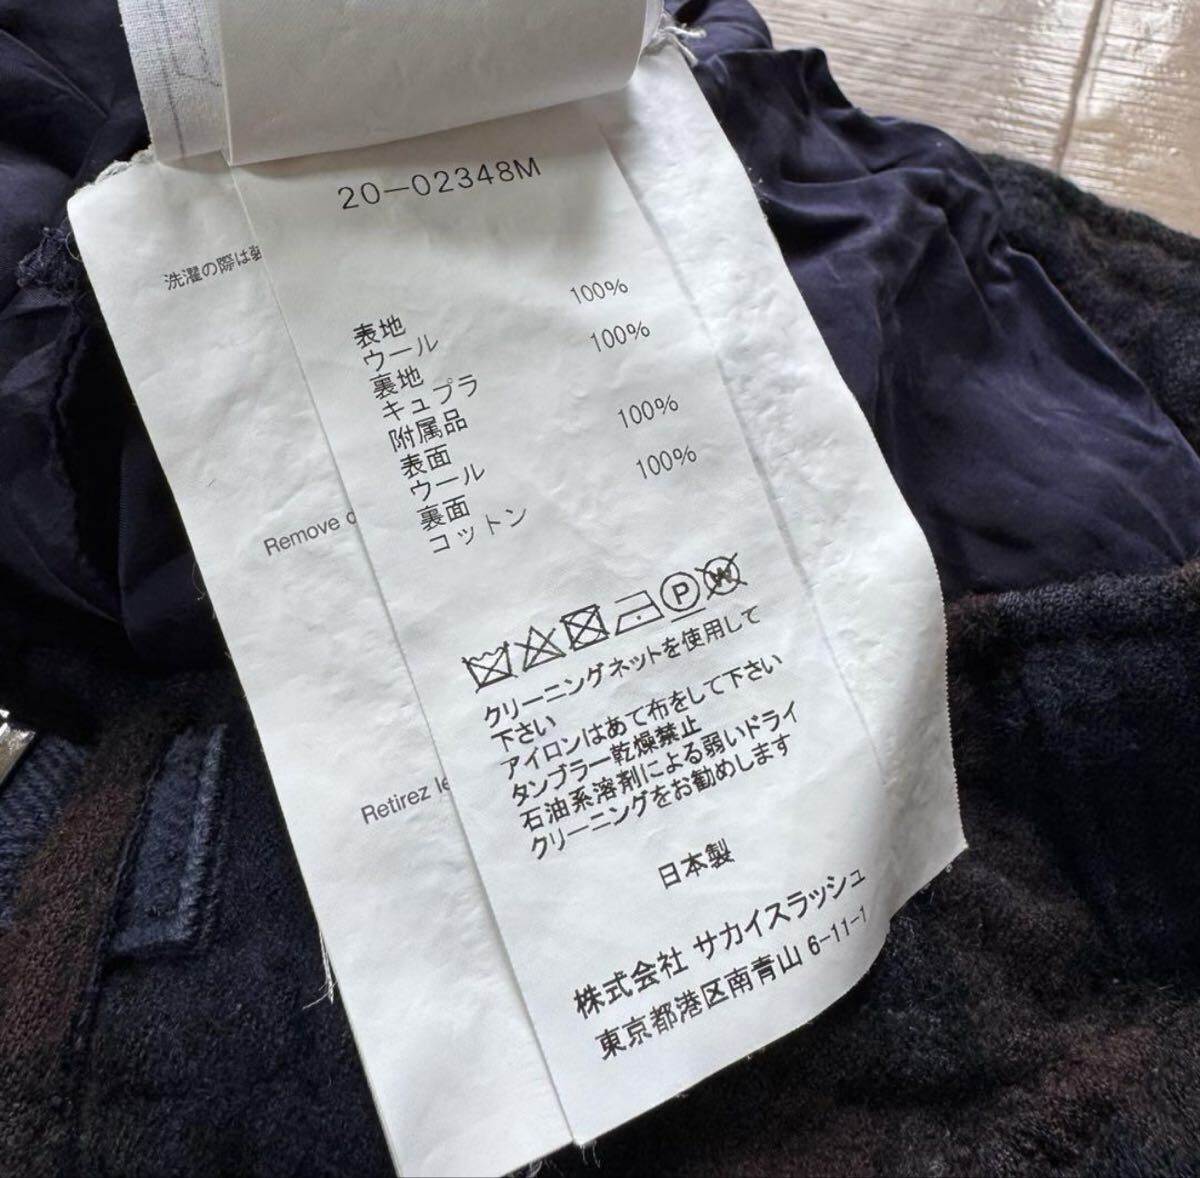 20-02348M
洗濯の際は
表地
ウール 100%
裏地
キュプラ 100%
附属品
表面
ウール 100%
裏面
コットン 100%
Remove
P W
クリーニングネットを使用して
下さい
アイロンはあて布をして下さい
タンブラー乾燥禁止
石油系溶剤による弱いドライ
クリーニングをお勧めします
Retirez
日本製
株式会社 サカイスラッシュ
東京都港区南青山 6-11-1